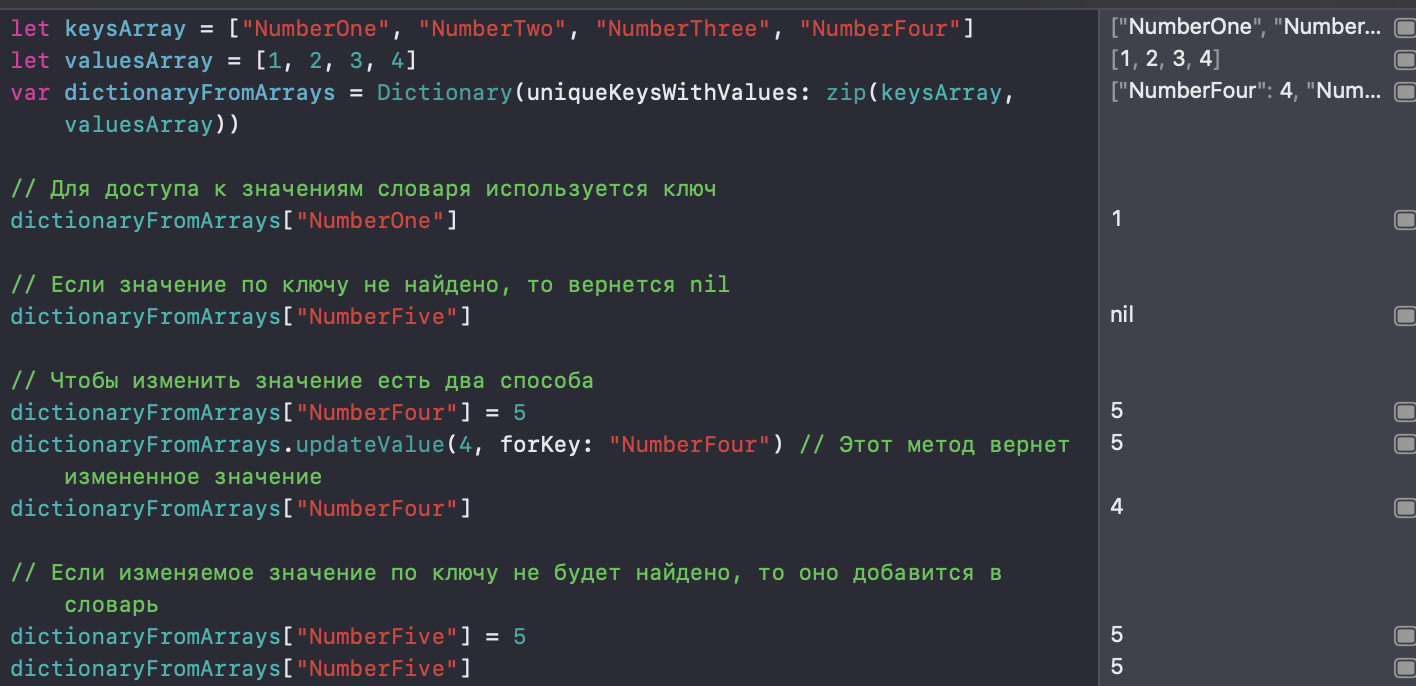 let keysArray = ["NumberOne", "NumberTwo", "NumberThree", "NumberFour"]
["NumberOne", "Number...
let valuesArray = [1, 2, 3, 4]
[1, 2, 3, 4]
var dictionaryFromArrays = Dictionary(uniqueKeysWithValues: zip(keysArray,
["NumberFour": 4, "Num...
valuesArray))
// Для доступа к значениям словаря используется ключ
dictionaryFromArrays["NumberOne"]
1
// Если значение по ключу не найдено, то вернется nil
dictionaryFromArrays["NumberFive"]
nil
// Чтобы изменить значение есть два способа
dictionaryFromArrays["NumberFour"] = 5
5
dictionaryFromArrays.updateValue(4, forKey: "NumberFour") // Этот метод вернет
5
измененное значение
dictionaryFromArrays["NumberFour"]
4
// Если изменяемое значение по ключу не будет найдено, то оно добавится в
словарь
dictionaryFromArrays["NumberFive"] = 5
5
dictionaryFromArrays["NumberFive"]
5